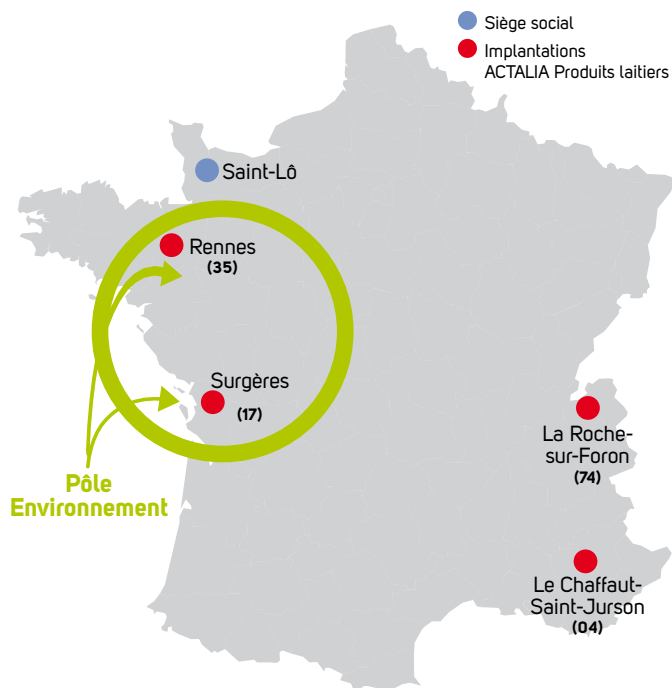 Siège social
Implantations
ACTALIA Produits laitiers
Saint-Lô
Rennes
(35)
Surgères
(17)
La Roche-
sur-Foron
(74)
Pôle
Environnement
Le Chaffaut-
Saint-Jurson
(04)